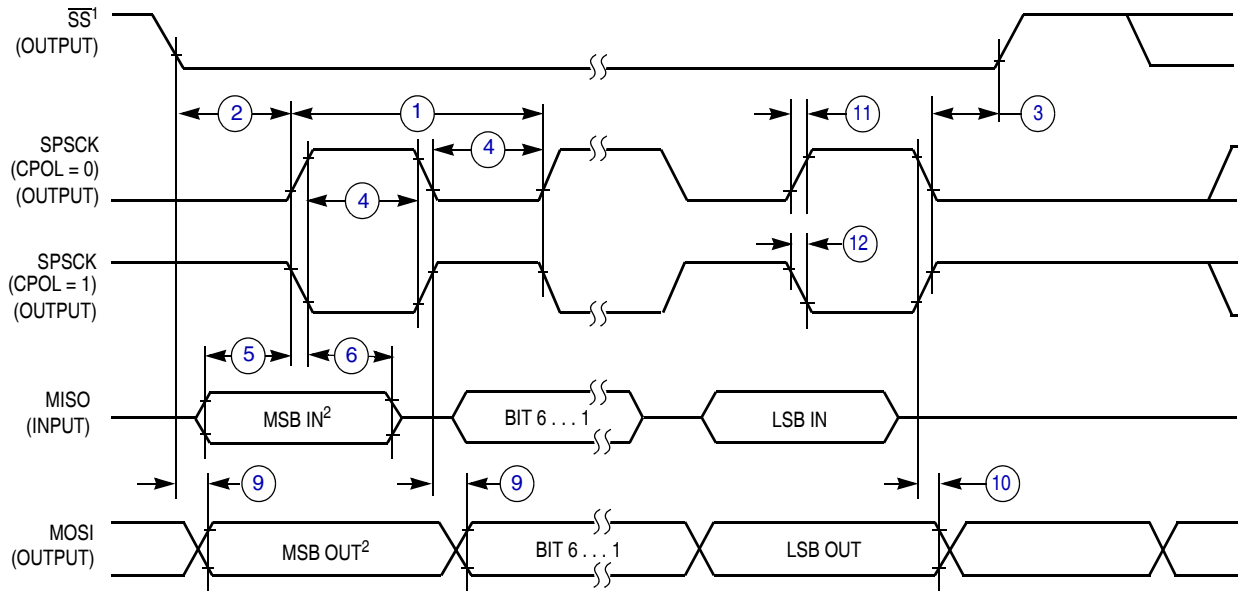 SS¹
(OUTPUT)
2
1
11
3
SPSCK
(CPOL = 0)
(OUTPUT)
4
4
12
SPSCK
(CPOL = 1)
(OUTPUT)
5
6
MISO
(INPUT)
MSB IN²
BIT 6 . . . 1
LSB IN
9
9
10
MOSI
(OUTPUT)
MSB OUT²
BIT 6 . . . 1
LSB OUT